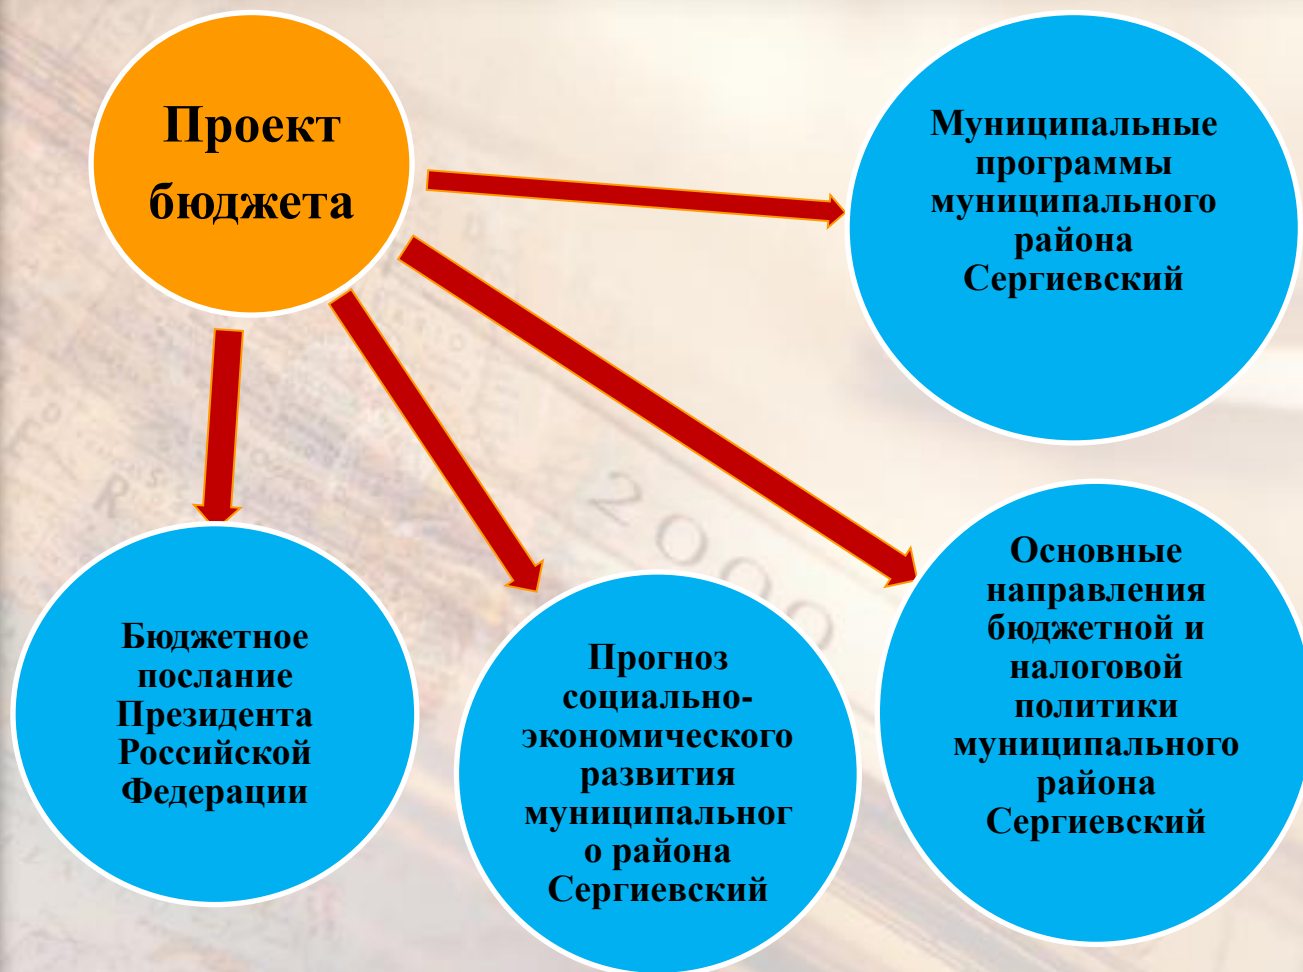 Проект
бюджета
Муниципальные
программы
муниципального
района
Сергиевский
Бюджетное
послание
Президента
Российской
Федерации
Прогноз
социально-
экономического
развития
муниципальног
о района
Сергиевский
Основные
направления
бюджетной и
налоговой
политики
муниципального
района
Сергиевский
2000